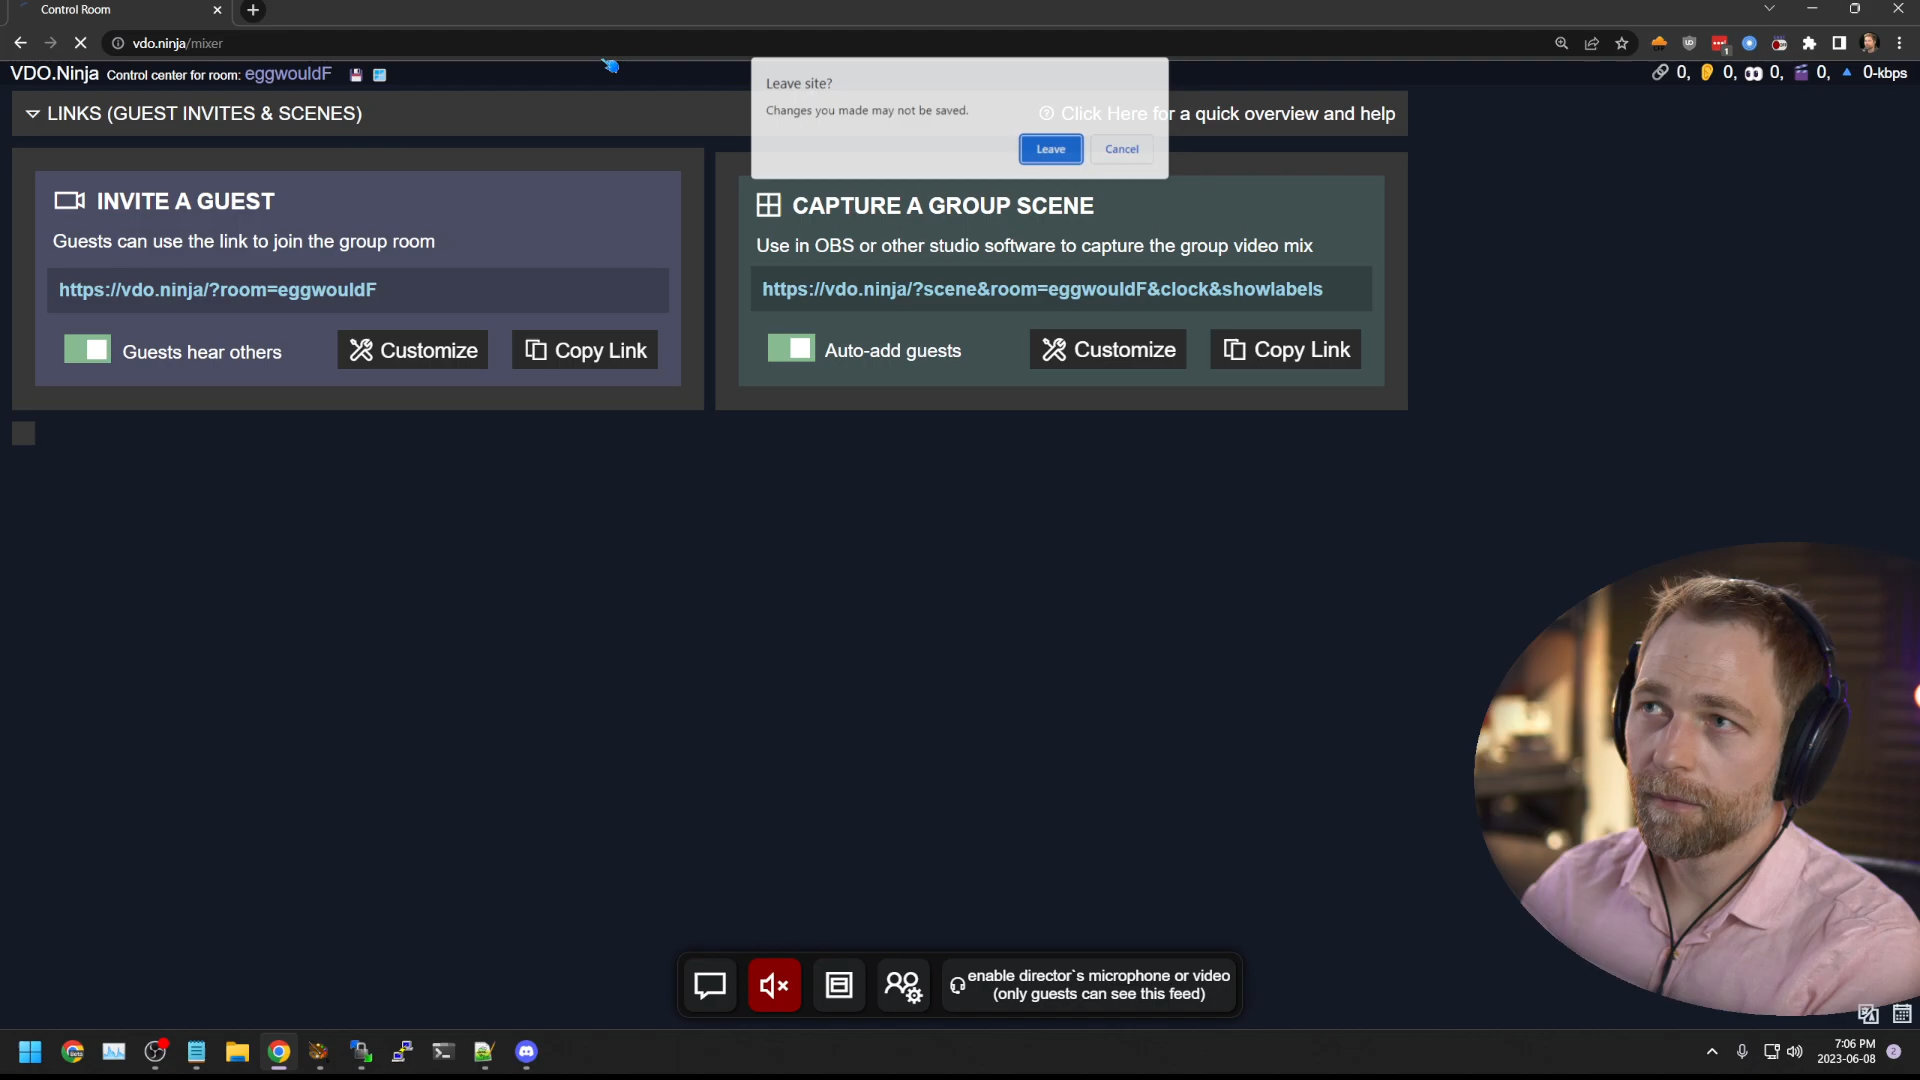 Control Room
vdo.ninja/mixer
VDO.Ninja Control center for room: eggwouldF
0, 0, 0, 0, 0-kbps
Leave site?
Changes you made may not be saved.
Leave Cancel
LINKS (GUEST INVITES & SCENES)
Click Here for a quick overview and help
INVITE A GUEST
Guests can use the link to join the group room
https://vdo.ninja/?room=eggwouldF
Guests hear others
Customize
Copy Link
CAPTURE A GROUP SCENE
Use in OBS or other studio software to capture the group video mix
https://vdo.ninja/?scene&room=eggwouldF&clock&showlabels
Auto-add guests
Customize
Copy Link
enable director`s microphone or video
(only guests can see this feed)
7:06 PM
2023-06-08
2